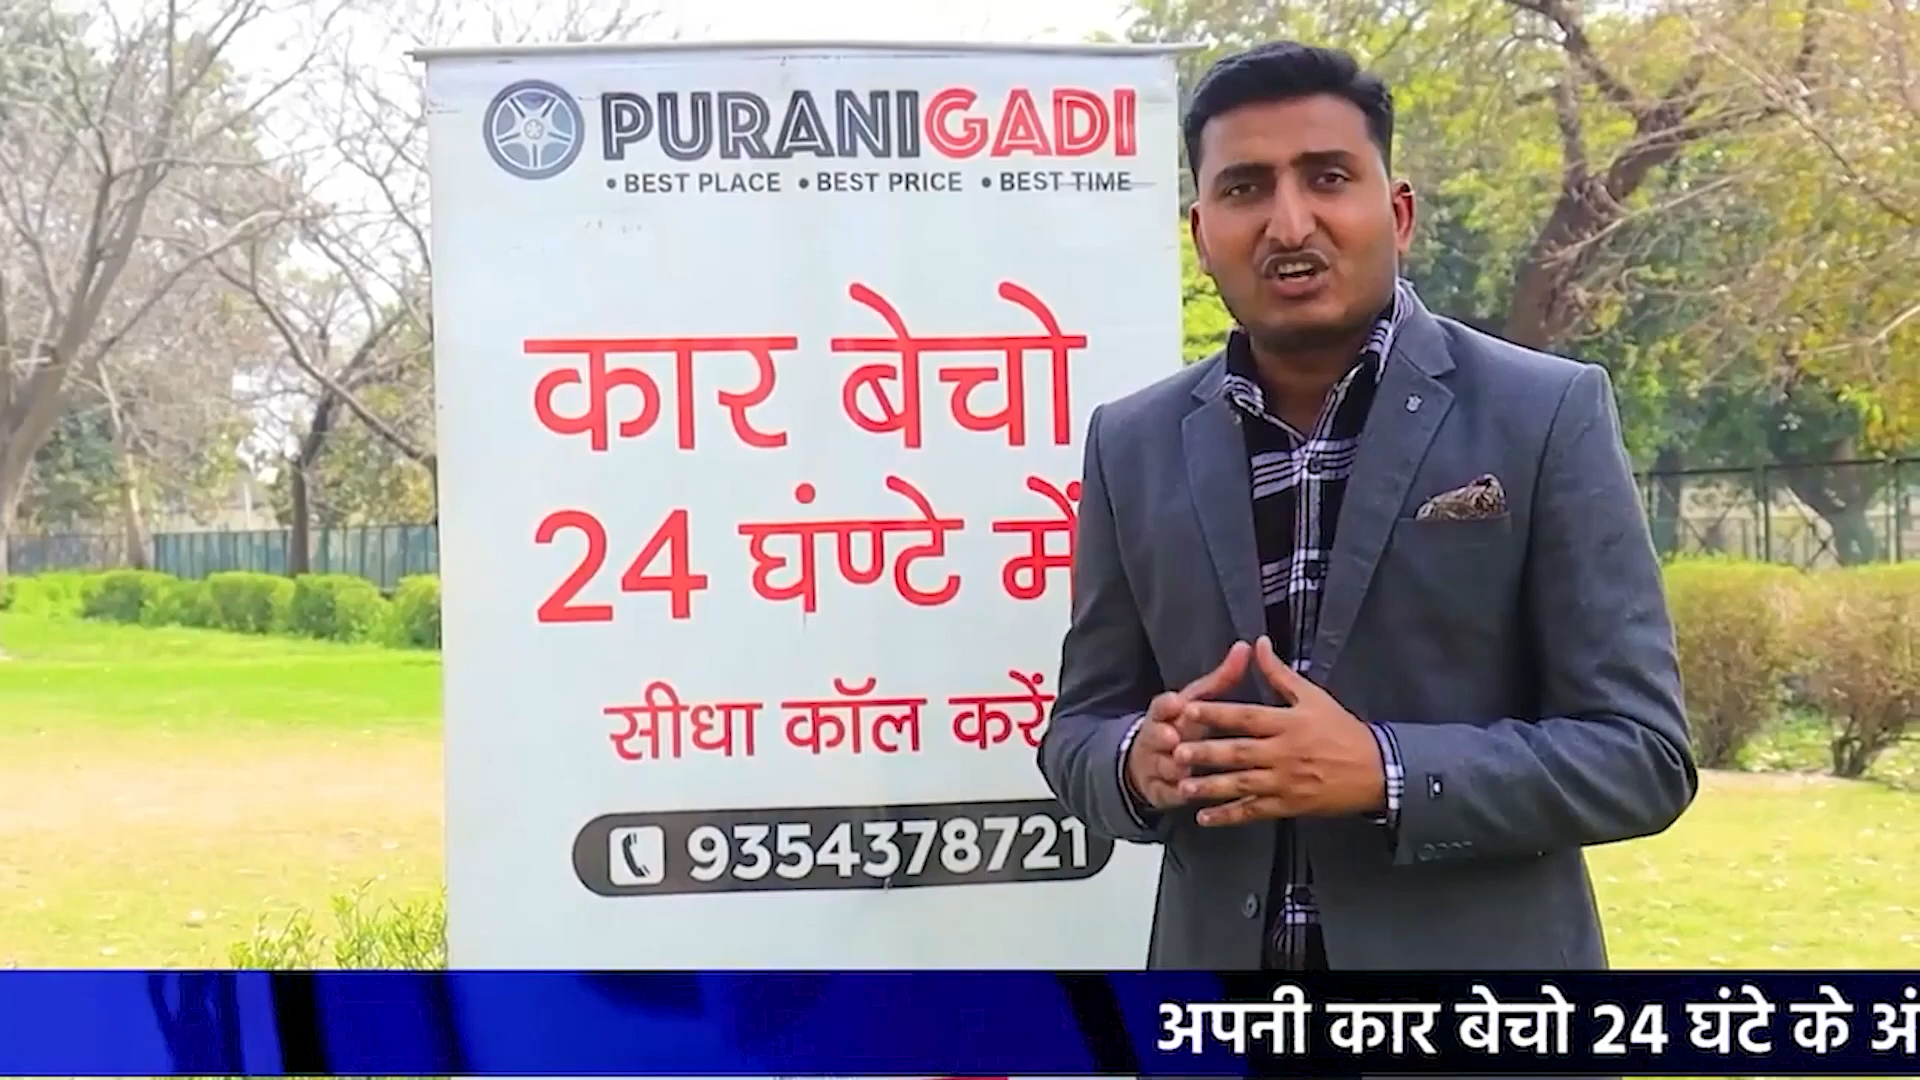 PURANIGADI
• BEST PLACE • BEST PRICE • BEST TIME
कार बेचो
24 घण्टे में
सीधा कॉल करें
9354378721
अपनी कार बेचो 24 घंटे के अं